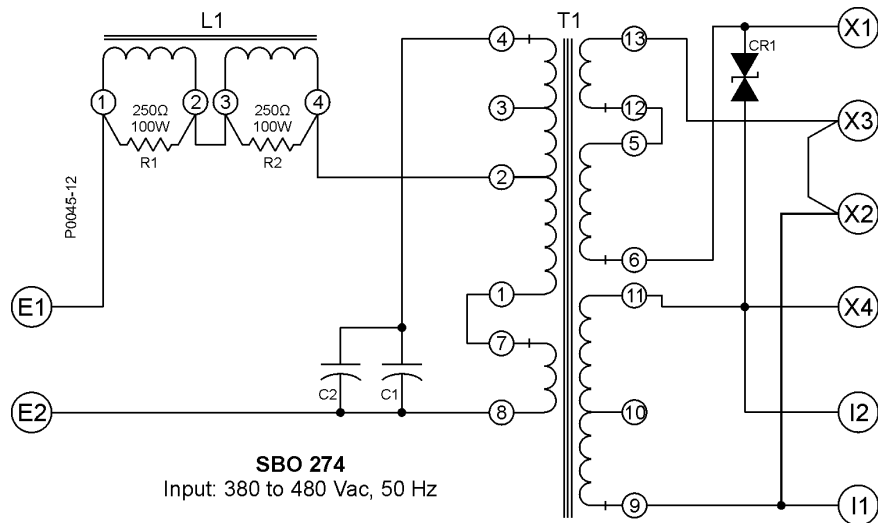 L1
T1
X1
4
13
CR1
1
2
3
4
250Ω
100W
250Ω
100W
3
12
X3
R1
R2
5
2
P0045-12
X2
6
E1
1
11
X4
7
C2
C1
E2
8
10
I2
SBO 274
Input: 380 to 480 Vac, 50 Hz
9
I1